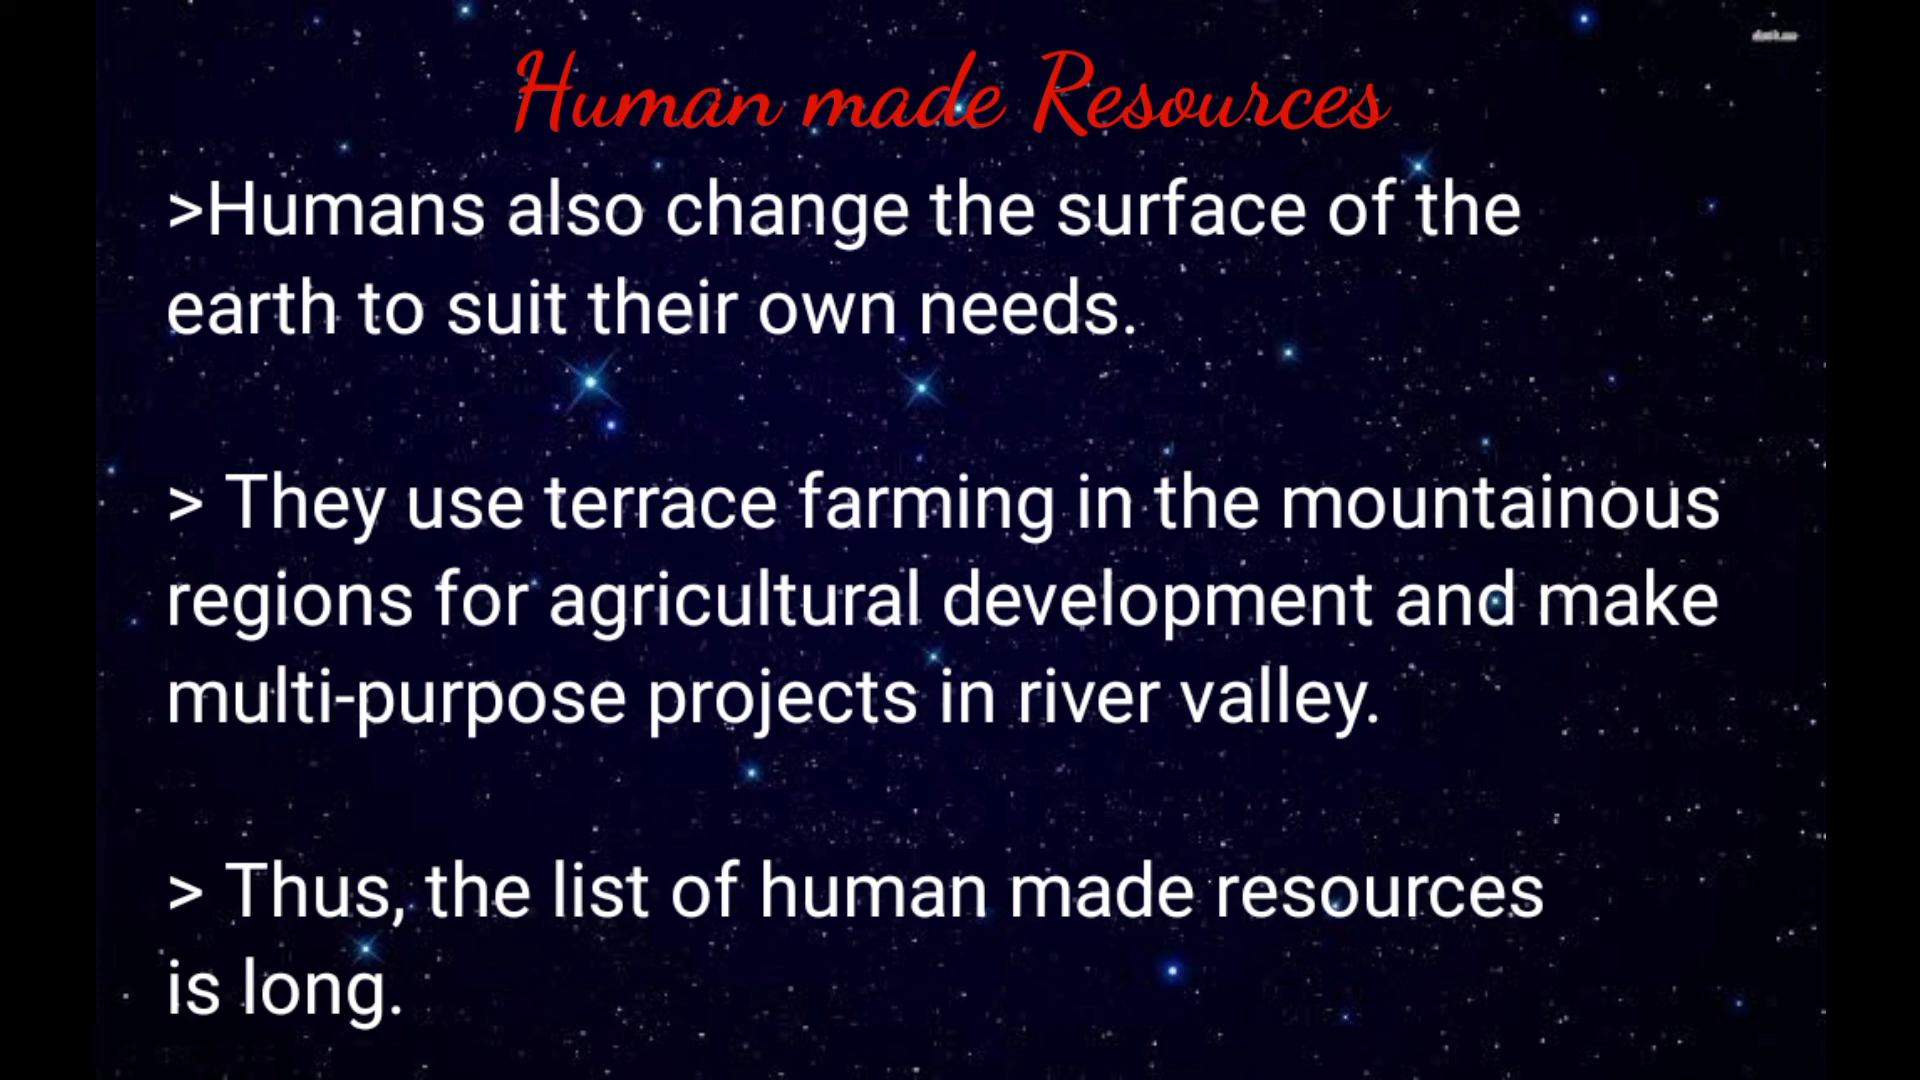 Human made Resources
>Humans also change the surface of the
earth to suit their own needs.
> They use terrace farming in the mountainous
regions for agricultural development and make
multi-purpose projects in river valley.
> Thus, the list of human made resources
is long.